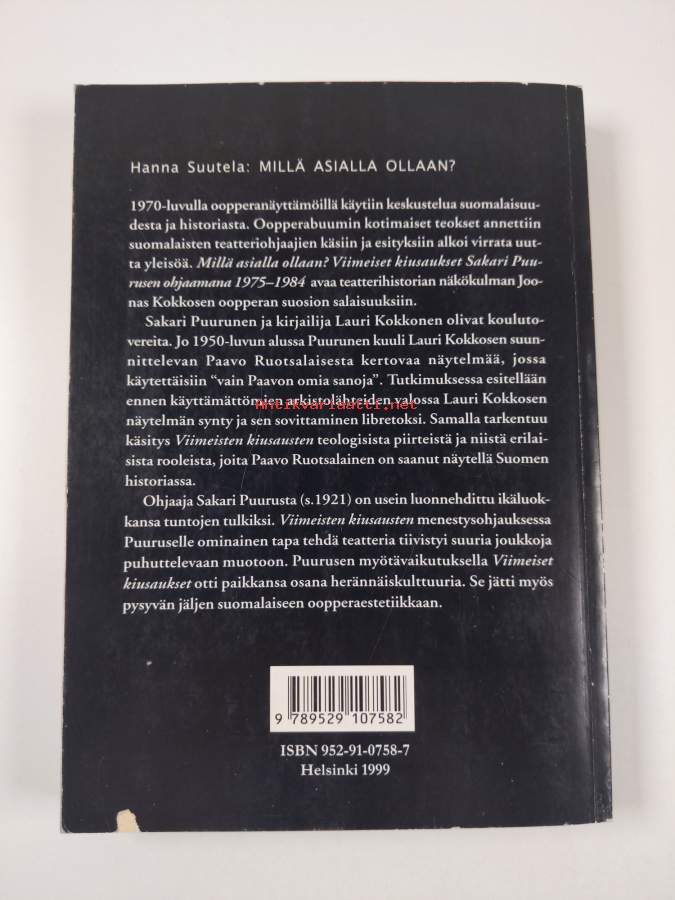 Hanna Suutela: MILLÄ ASIALLA OLLAAN?
1970-luvulla oopperanäyttämöillä käytiin keskustelua suomalaisuu-
desta ja historiasta. Oopperabuumin kotimaiset teokset annettiin
suomalaisten teatteriohjaajien käsiin ja esityksiin alkoi virrata uut-
ta yleisöä. Millä asialla ollaan? Viimeiset kiusaukset Sakari Puu-
rusen ohjaamana 1975–1984 avaa teatterihistorian näkökulman Joo-
nas Kokkosen oopperan suosion salaisuuksiin.
Sakari Puurunen ja kirjailija Lauri Kokkonen olivat kouluto-
vereita. Jo 1950-luvun alussa Puurunen kuuli Lauri Kokkosen suun-
nittelevan Paavo Ruotsalaisesta kertovaa näytelmää, jossa
käytettäisiin “vain Paavon omia sanoja”. Tutkimuksessa esitellään
ennen käyttämättömien arkistolähteiden valossa Lauri Kokkosen
Antikvariaatti.net
näytelmän synty ja sen sovittaminen libretoksi. Samalla tarkentuu
käsitys Viimeisten kiusausten teologisista piirteistä ja niistä erilai-
sista rooleista, joita Paavo Ruotsalainen on saanut näytellä Suomen
historiassa.
Ohjaaja Sakari Puurusta (s.1921) on usein luonnehdittu ikäluok-
kansa tuntojen tulkiksi. Viimeisten kiusausten menestysohjauksessa
Puuruselle ominainen tapa tehdä teatteria tiivistyi suuria joukkoja
puhuttelevaan muotoon. Puurusen myötävaikutuksella Viimeiset
kiusaukset otti paikkansa osana herännäiskulttuuria. Se jätti myös
pysyvän jäljen suomalaiseen oopperaestetiikkaan.
9 789529 107582
ISBN 952-91-0758-7
Helsinki 1999